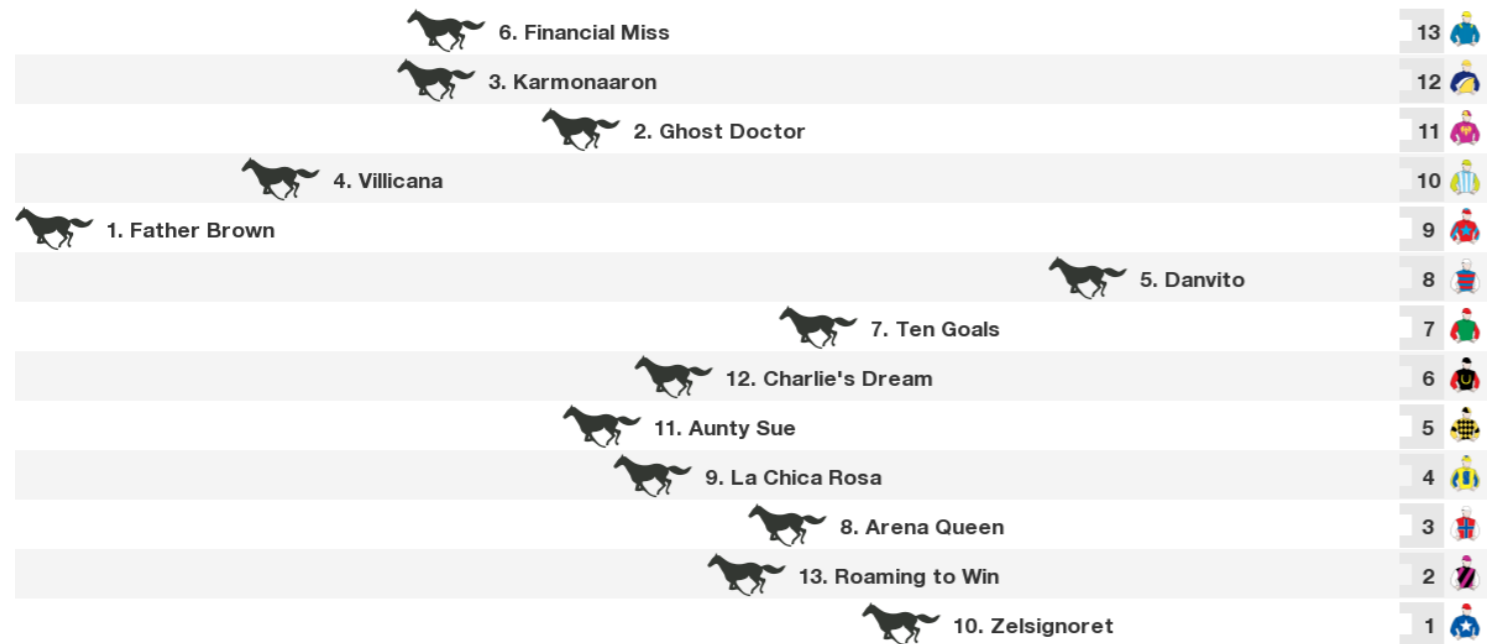 6. Financial Miss 13
3. Karmonaaron 12
2. Ghost Doctor 11
4. Villicana 10
1. Father Brown 9
5. Danvito 8
7. Ten Goals 7
12. Charlie's Dream 6
11. Aunty Sue 5
9. La Chica Rosa 4
8. Arena Queen 3
13. Roaming to Win 2
10. Zelsignoret 1